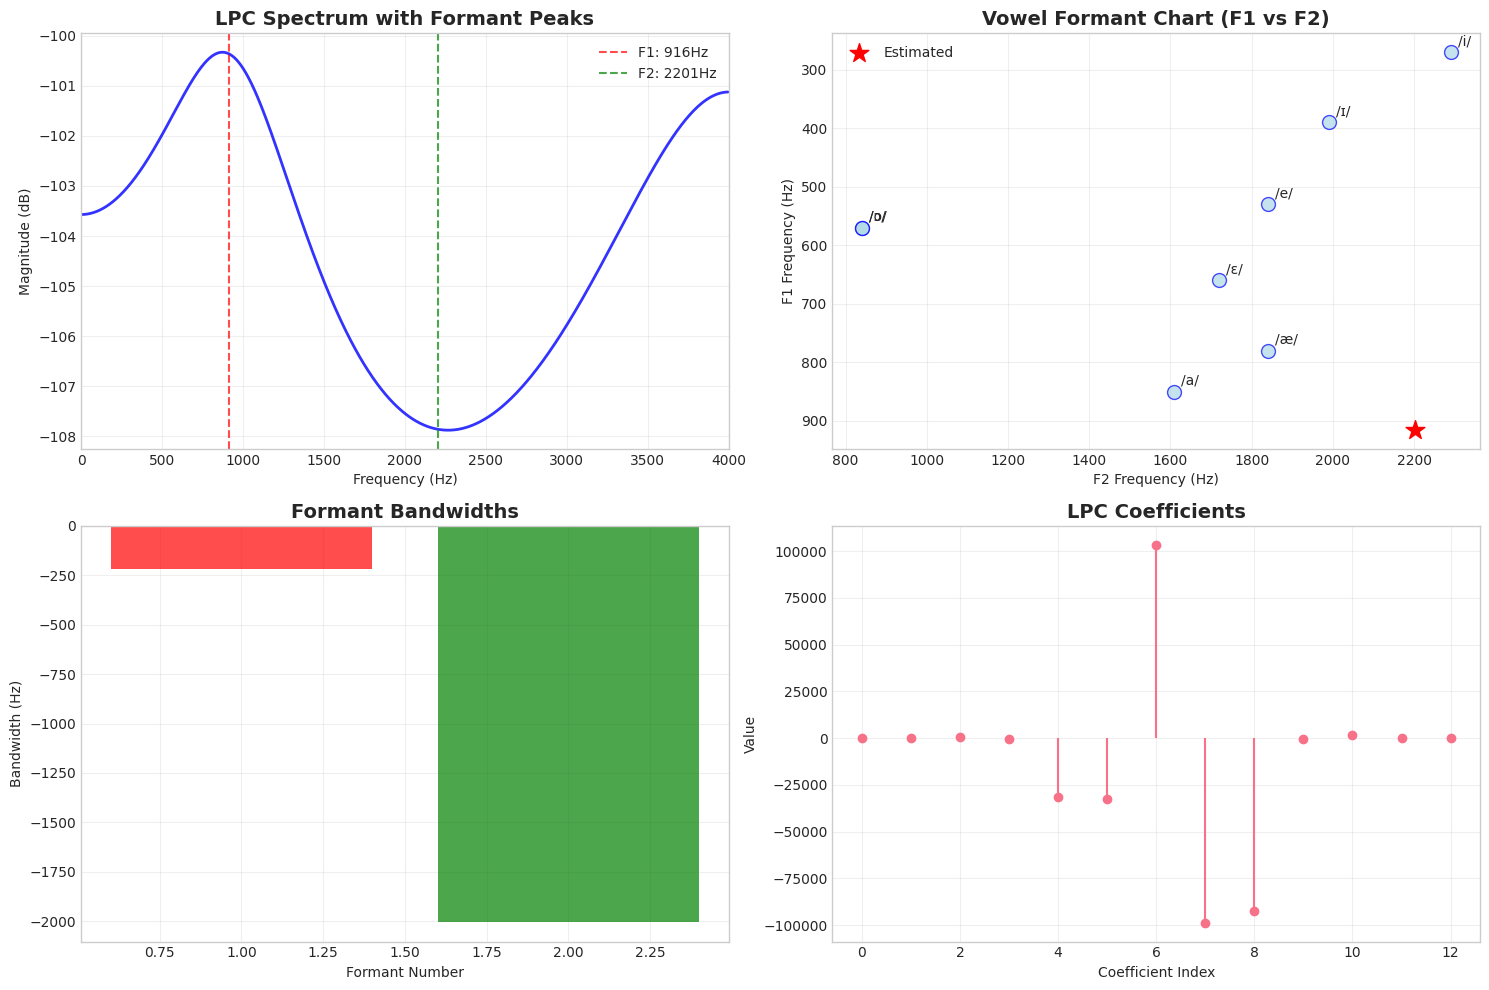 LPC Spectrum with Formant Peaks
Magnitude (dB)
−100
−101
−102
−103
−104
−105
−106
−107
−108
F1: 916Hz
F2: 2201Hz
0 500 1000 1500 2000 2500 3000 3500 4000
Frequency (Hz)
Vowel Formant Chart (F1 vs F2)
F1 Frequency (Hz)
300
400
500
600
700
800
900
Estimated
/i/
/ɪ/
/e/
/ɛ/
/æ/
/a/
800 1000 1200 1400 1600 1800 2000 2200
F2 Frequency (Hz)
Formant Bandwidths
Bandwidth (Hz)
0
−250
−500
−750
−1000
−1250
−1500
−1750
−2000
0.75 1.00 1.25 1.50 1.75 2.00 2.25
Formant Number
LPC Coefficients
Value
100000
75000
50000
25000
0
−25000
−50000
−75000
−100000
0 2 4 6 8 10 12
Coefficient Index